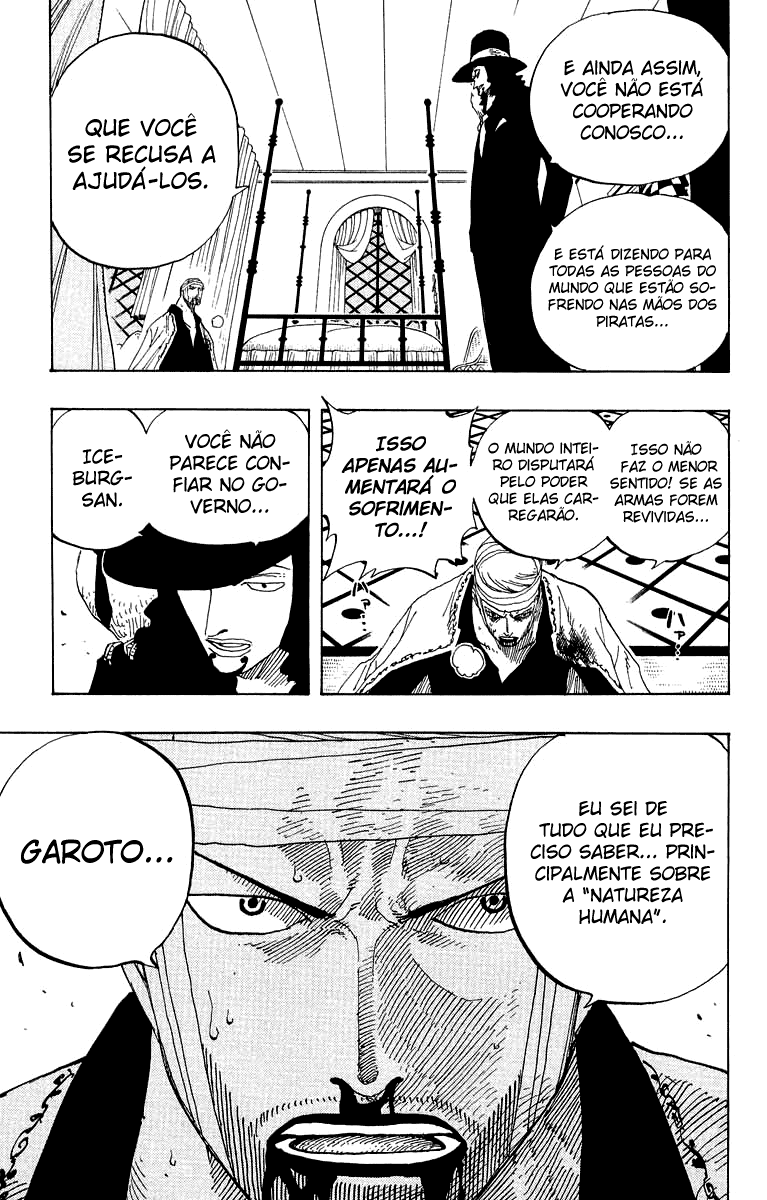 E AINDA ASSIM,
VOCÊ NÃO ESTÁ
COOPERANDO
CONOSCO...
E ESTÁ DIZENDO PARA
TODAS AS PESSOAS DO
MUNDO QUE ESTÃO SO-
FRENDO NAS MÃOS DOS
PIRATAS...
QUE VOCÊ
SE RECUSA A
AJUDÁ-LOS.
ISSO NÃO
FAZ O MENOR
SENTIDO! SE AS
ARMAS FOREM
REVIVIDAS...
O MUNDO INTEI-
RO DISPUTARÁ
PELO PODER
QUE ELAS CAR-
REGARÃO.
ISSO
APENAS AU-
MENTARÁ O
SOFRIMEN-
TO...!
VOCÊ NÃO
PARECE CON-
FIAR NO GO-
VERNO...
ICE-
BURG-
SAN.
EU SEI DE
TUDO QUE EU PRE-
CISO SABER... PRIN-
CIPALMENTE SOBRE
A "NATUREZA
HUMANA".
GAROTO...